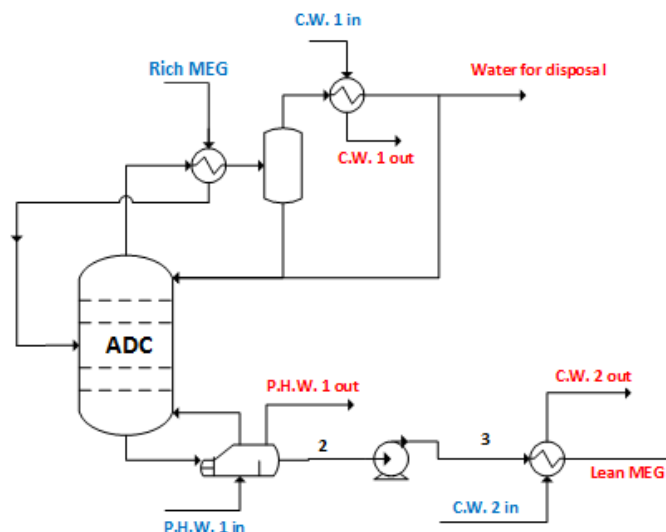 C.W. 1 in
Rich MEG
Water for disposal
C.W. 1 out
ADC
P.H.W. 1 out
C.W. 2 out
2
3
Lean MEG
C.W. 2 in
P.H.W. 1 in